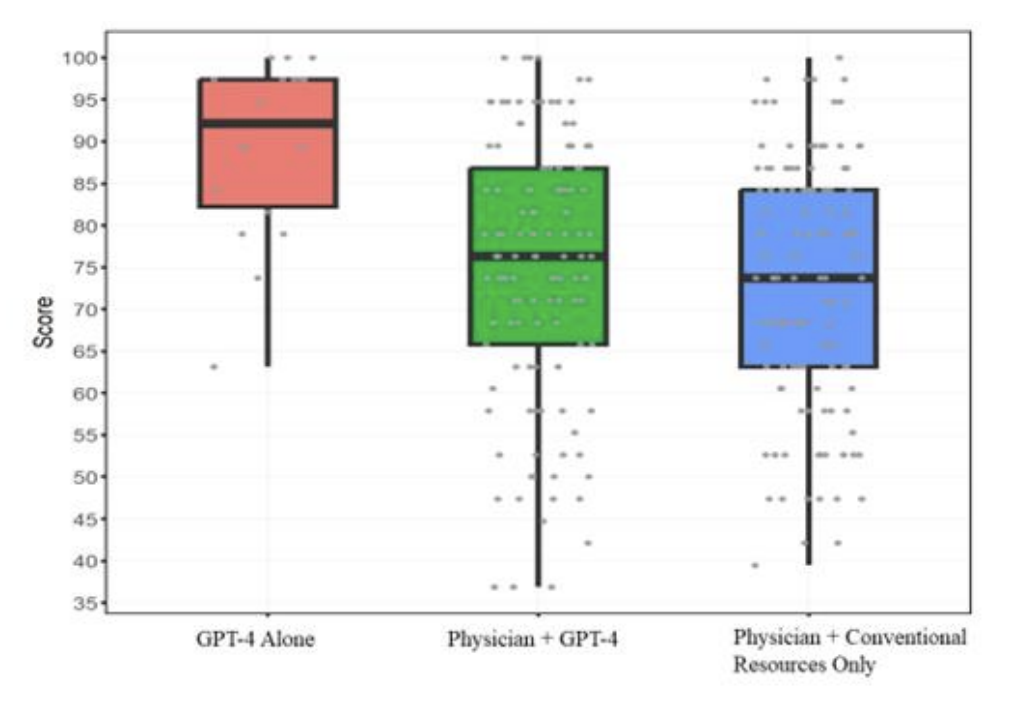 100
95
90
85
80
75
70
65
60
55
50
45
40
35
Score
GPT-4 Alone
Physician + GPT-4
Physician + Conventional
Resources Only